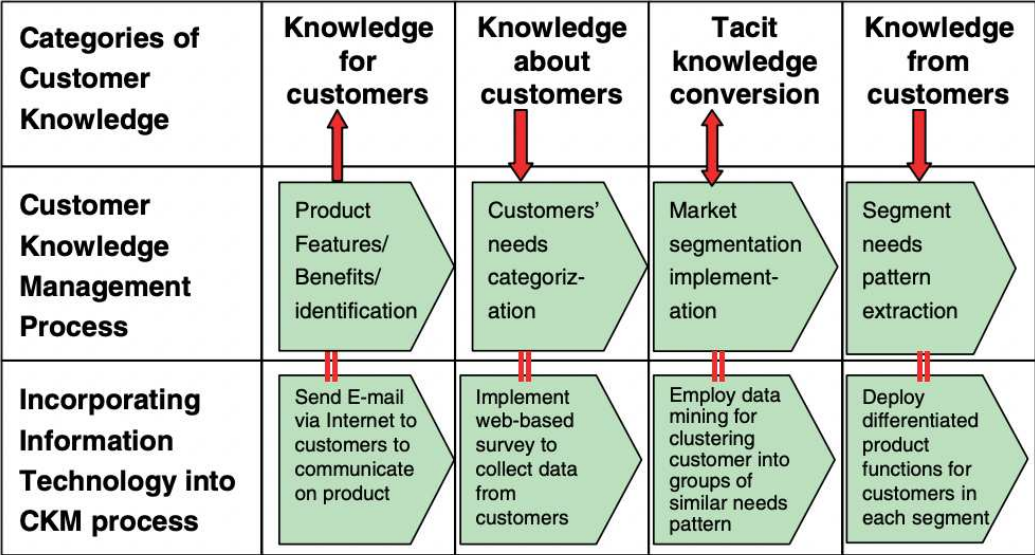 Categories of
Customer
Knowledge
Knowledge
for
customers
Knowledge
about
customers
Tacit
knowledge
conversion
Knowledge
from
customers
Customer
Knowledge
Management
Process
Product
Features/
Benefits/
identification
Customers’
needs
categoriz-
ation
Market
segmentation
implement-
ation
Segment
needs
pattern
extraction
Incorporating
Information
Technology into
CKM process
Send E-mail
via Internet to
customers to
communicate
on product
Implement
web-based
survey to
collect data
from
customers
Employ data
mining for
clustering
customer into
groups of
similar needs
pattern
Deploy
differentiated
product
functions for
customers in
each segment